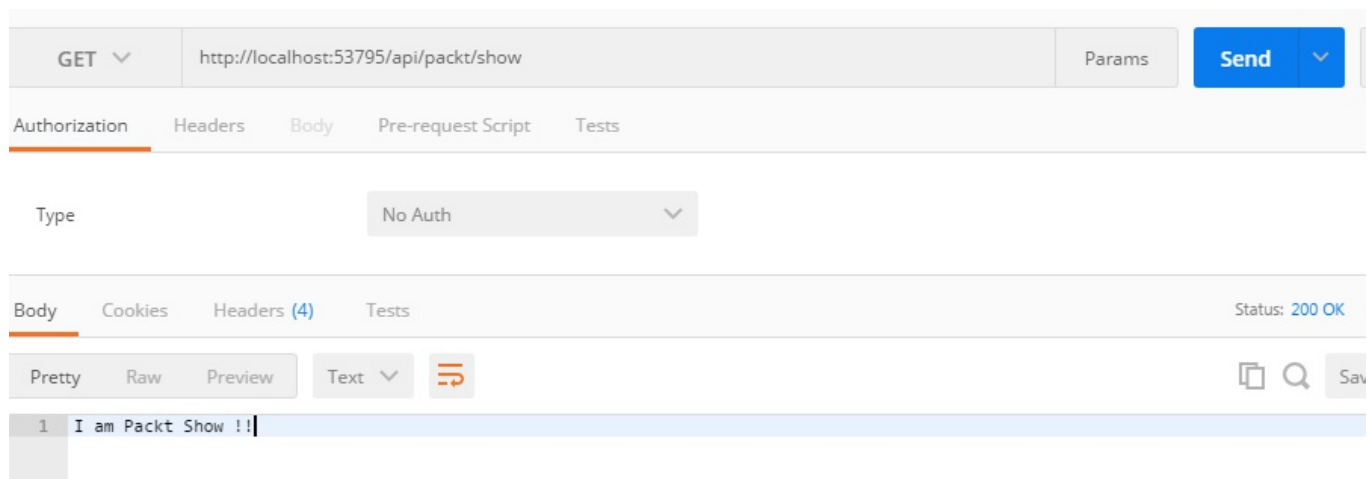 GET http://localhost:53795/api/packt/show Params Send
Authorization Headers Body Pre-request Script Tests
Type No Auth
Body Cookies Headers (4) Tests Status: 200 OK
Pretty Raw Preview Text Sav
1 I am Packt Show !!